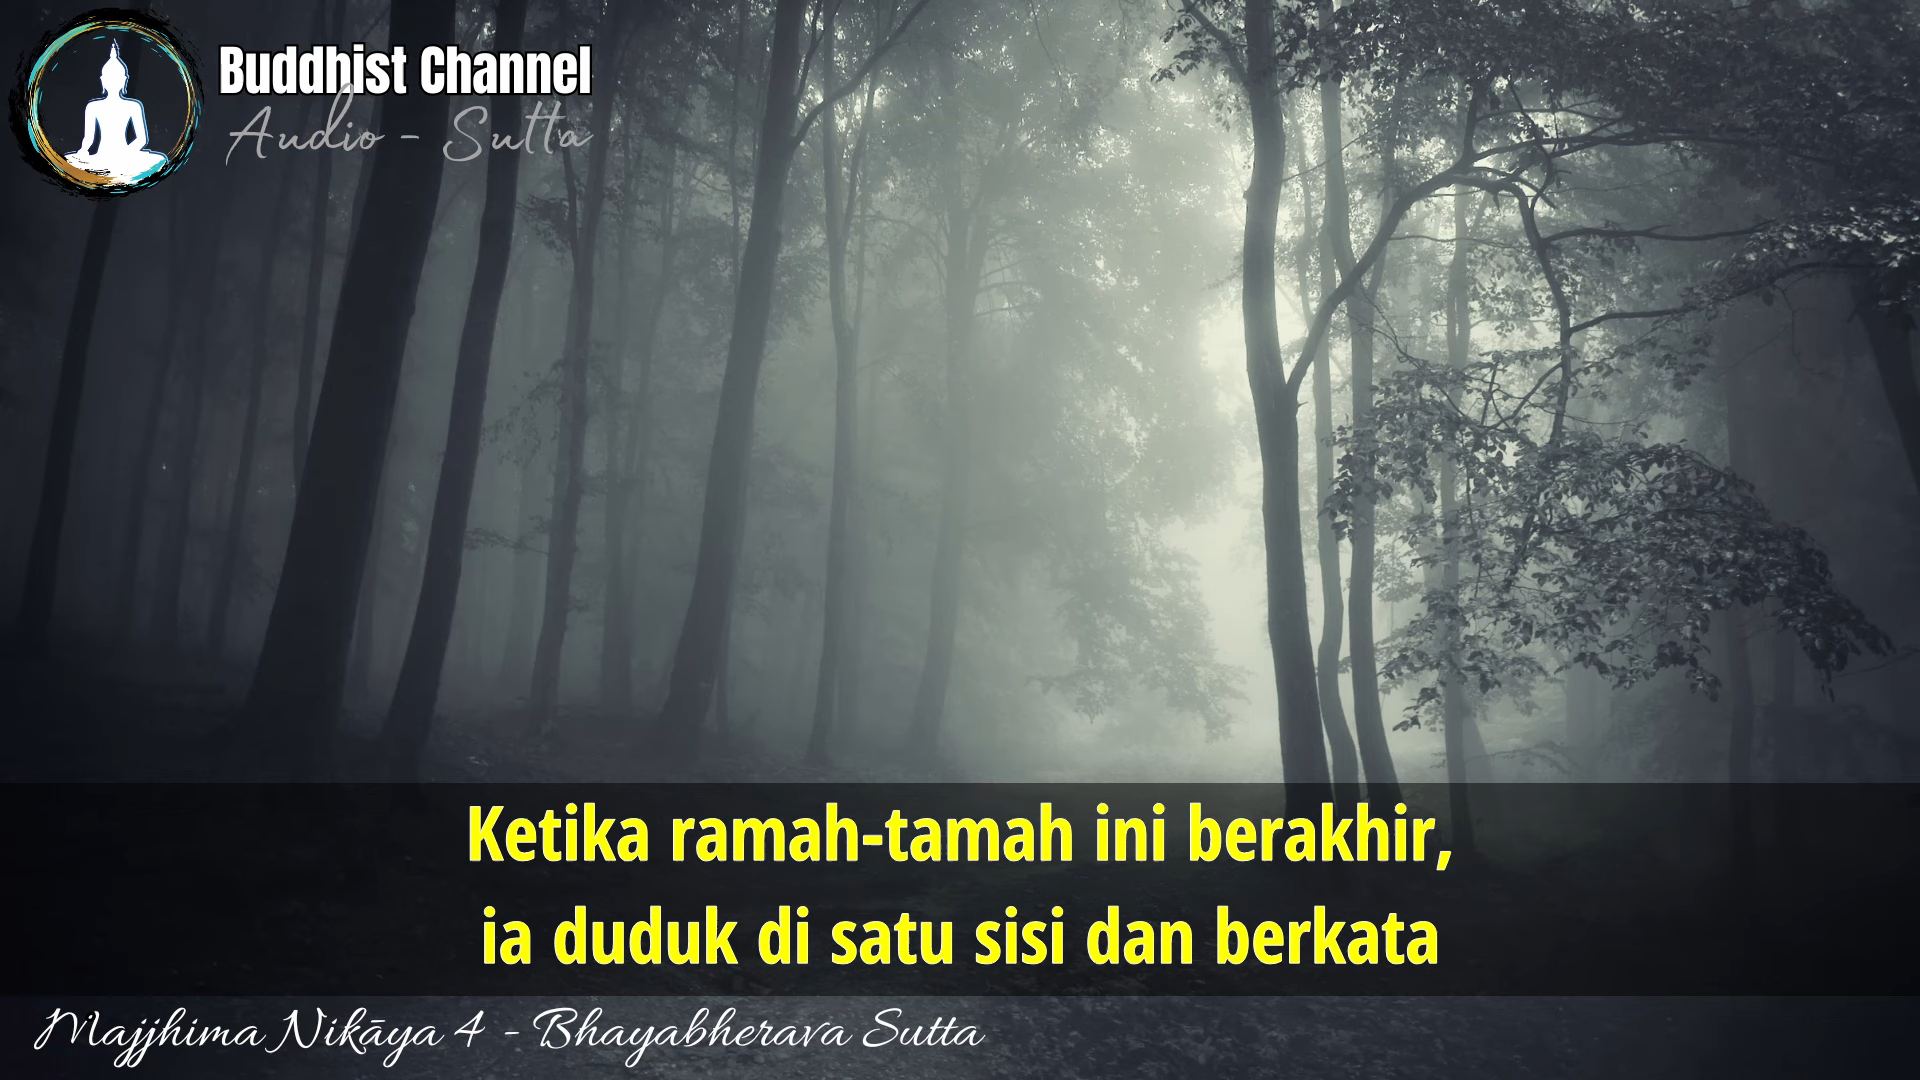 Buddhist Channel
Audio - Sutta
Ketika ramah-tamah ini berakhir,
ia duduk di satu sisi dan berkata
Majjhima Nikāya 4 - Bhayabherava Sutta